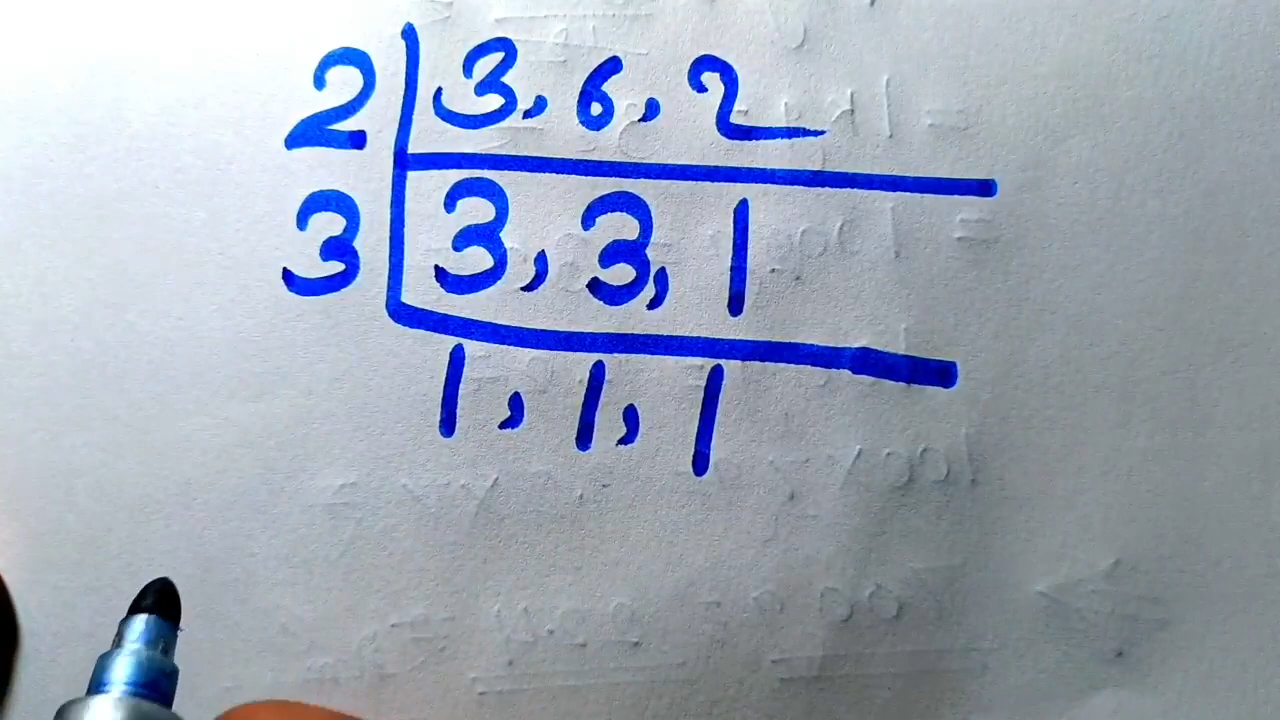 2 3, 6, 2
3 3, 3, 1
1, 1, 1